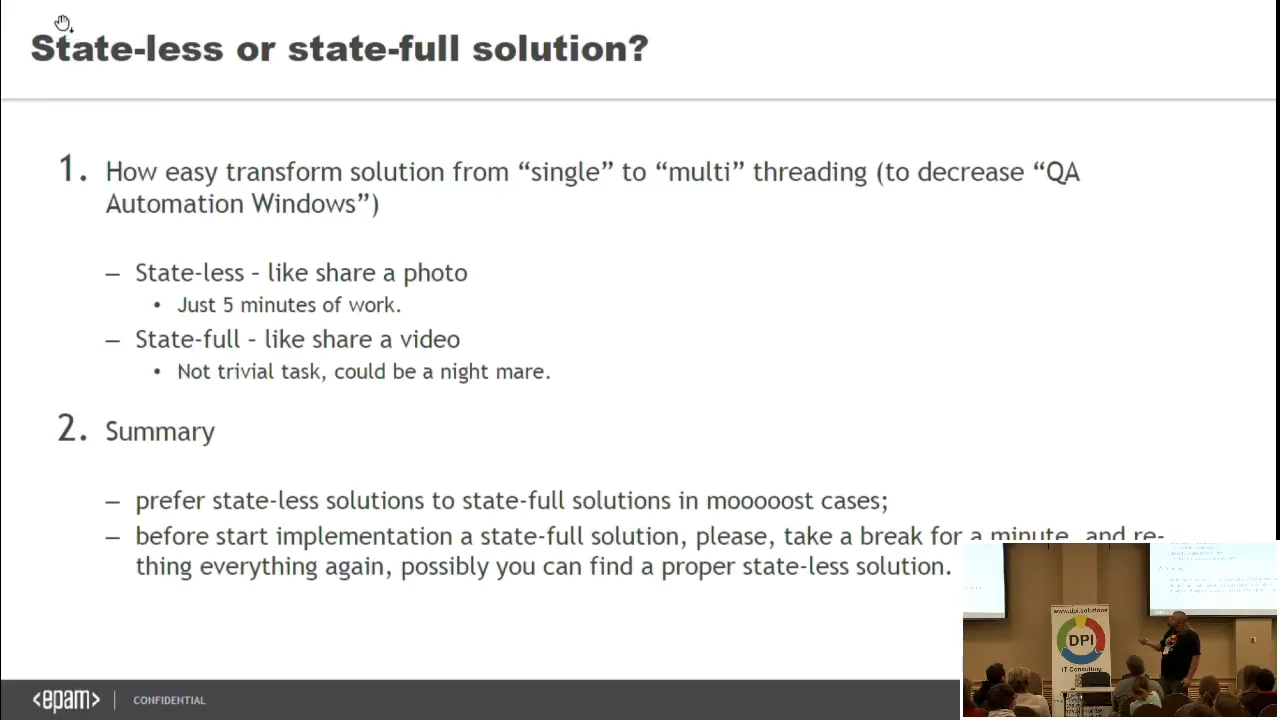 State-less or state-full solution?
1. How easy transform solution from “single” to “multi” threading (to decrease “QA
Automation Windows”)
– State-less - like share a photo
• Just 5 minutes of work.
– State-full - like share a video
• Not trivial task, could be a night mare.
2. Summary
– prefer state-less solutions to state-full solutions in mooooost cases;
– before start implementation a state-full solution, please, take a break for a minute, and re-
thing everything again, possibly you can find a proper state-less solution.
www.dpi.solutions
DPI
IT Consulting
<epam>
CONFIDENTIAL